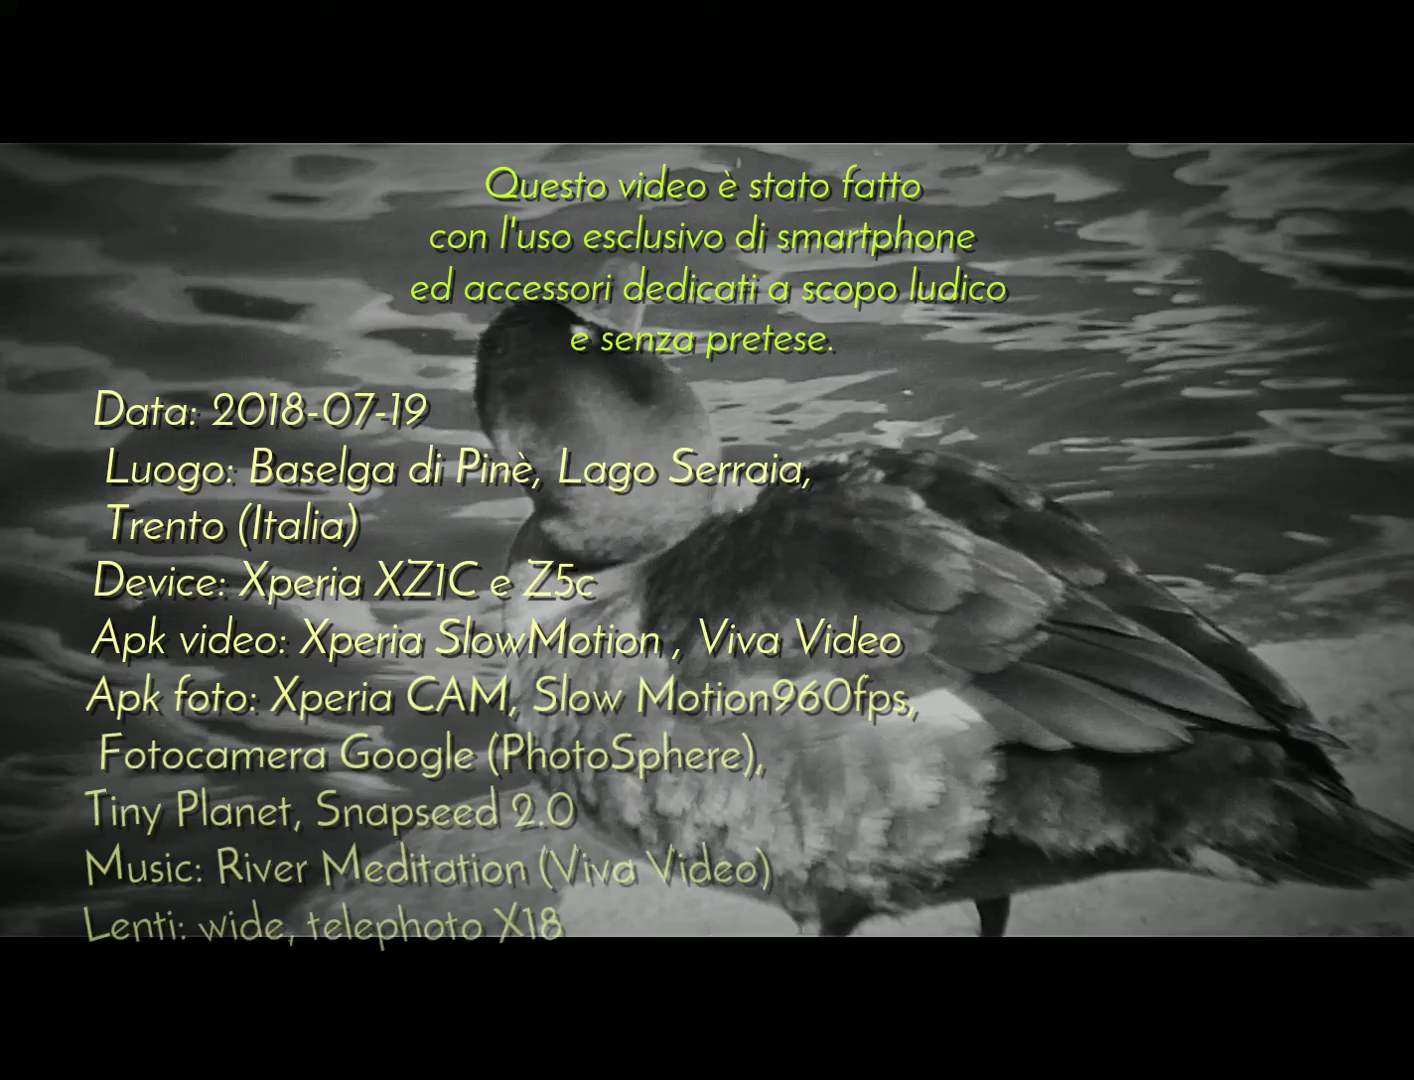 Questo video è stato fatto
con l'uso esclusivo di smartphone
ed accessori dedicati a scopo ludico
e senza pretese.
Data: 2018-07-19
Luogo: Baselga di Pinè, Lago Serraia,
Trento (Italia)
Device: Xperia XZ1C e Z5c
Apk video: Xperia SlowMotion , Viva Video
Apk foto: Xperia CAM, Slow Motion960fps,
Fotocamera Google (PhotoSphere),
Tiny Planet, Snapseed 2.0
Music: River Meditation (Viva Video)
Lenti: wide, telephoto X18